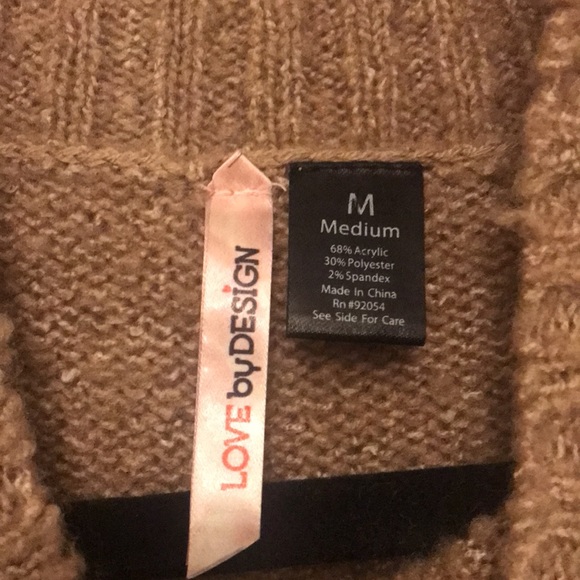 LOVE by DESIGN
M
Medium
68% Acrylic
30% Polyester
2% Spandex
Made In China
Rn #92054
See Side For Care